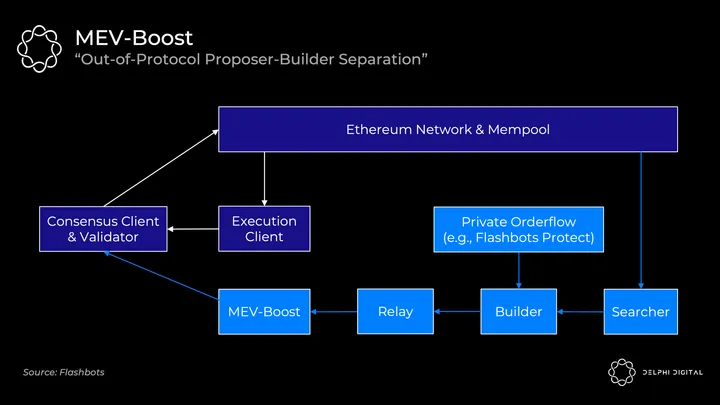 MEV-Boost
“Out-of-Protocol Proposer-Builder Separation”
Ethereum Network & Mempool
Consensus Client
& Validator
Execution
Client
Private Orderflow
(e.g., Flashbots Protect)
MEV-Boost
Relay
Builder
Searcher
Source: Flashbots
DELPHI DIGITAL